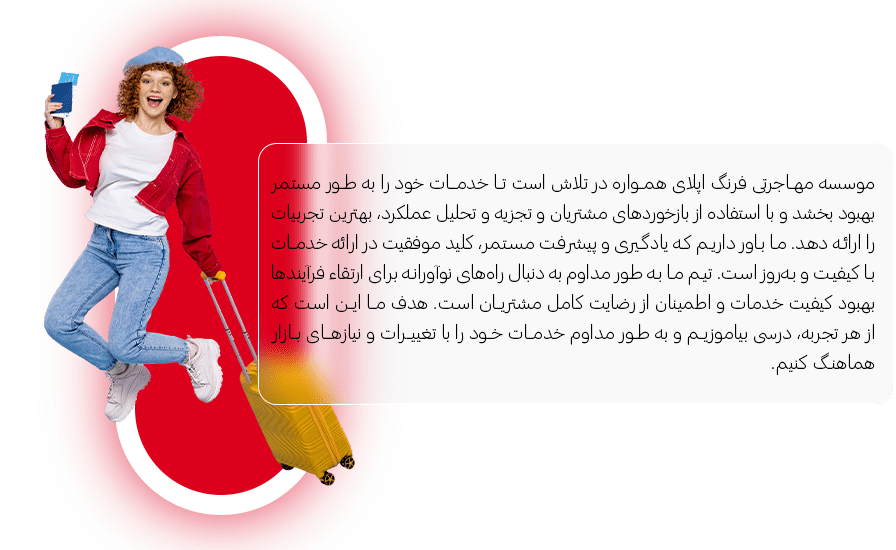 موسسه مهاجرتی فرنگ اپلای همواره در تلاش است تا خدمات خود را به طور مستمر
بهبود بخشد و با استفاده از بازخوردهای مشتریان و تجزیه و تحلیل عملکرد، بهترین تجربیات
را ارائه دهد. ما باور داریم که یادگیری و پیشرفت مستمر، کلید موفقیت در ارائه خدمات
با کیفیت و به‌روز است. تیم ما به طور مداوم به دنبال راه‌های نوآورانه برای ارتقاء فرآیندها
بهبود کیفیت خدمات و اطمینان از رضایت کامل مشتریان است. هدف ما این است که
از هر تجربه، درسی بیاموزیم و به طور مداوم خدمات خود را با تغییرات و نیازهای بازار
هماهنگ کنیم.